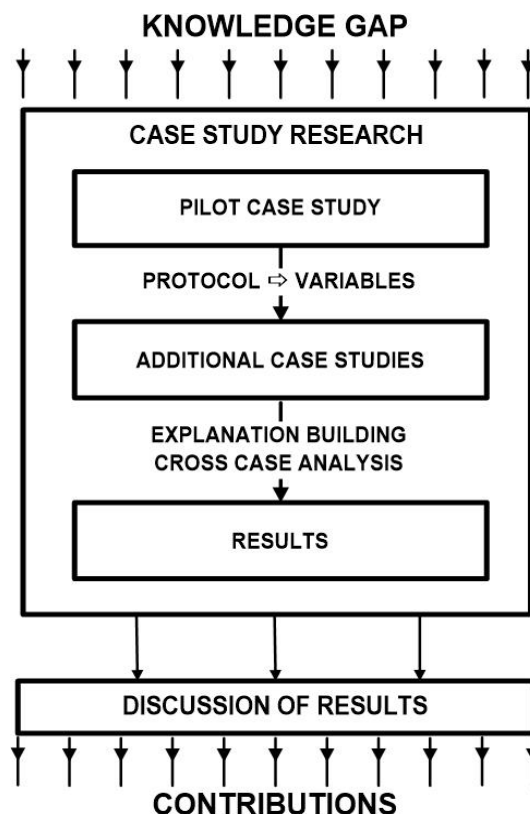 KNOWLEDGE GAP
CASE STUDY RESEARCH
PILOT CASE STUDY
PROTOCOL ⇨ VARIABLES
ADDITIONAL CASE STUDIES
EXPLANATION BUILDING
CROSS CASE ANALYSIS
RESULTS
DISCUSSION OF RESULTS
CONTRIBUTIONS